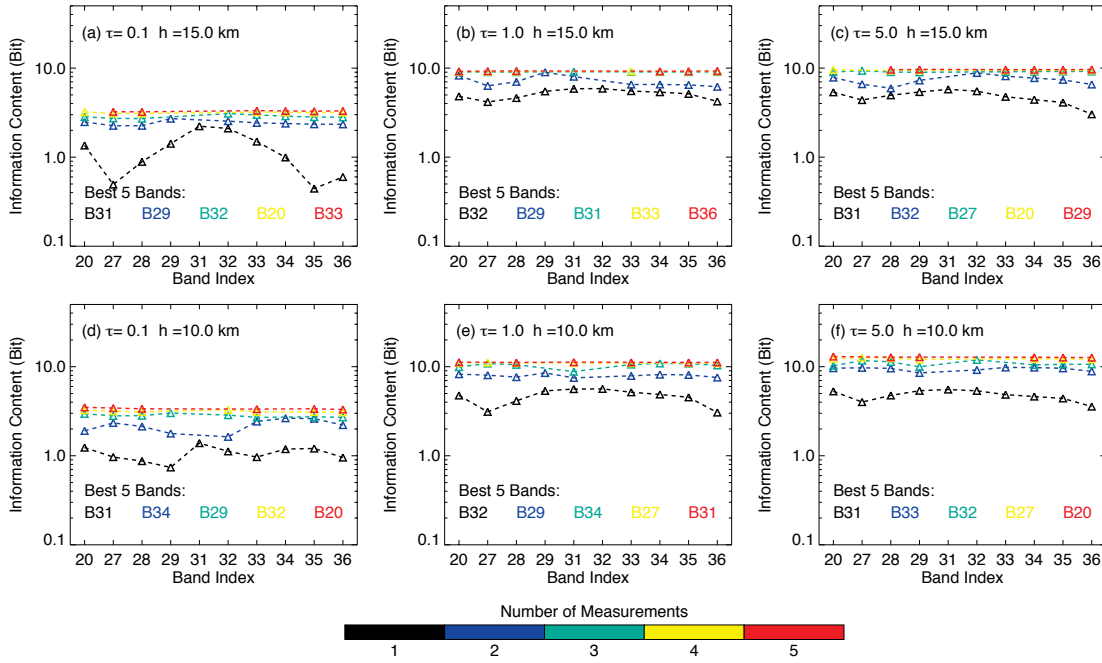 (a) τ= 0.1 h =15.0 km
(b) τ= 1.0 h =15.0 km
(c) τ= 5.0 h =15.0 km
Information Content (Bit)
10.0
1.0
0.1
Best 5 Bands:
B31 B29 B32 B20 B33
20 27 28 29 31 32 33 34 35 36
Band Index
Information Content (Bit)
10.0
1.0
0.1
Best 5 Bands:
B32 B29 B31 B33 B36
20 27 28 29 31 32 33 34 35 36
Band Index
Information Content (Bit)
10.0
1.0
0.1
Best 5 Bands:
B31 B32 B27 B20 B29
20 27 28 29 31 32 33 34 35 36
Band Index
(d) τ= 0.1 h =10.0 km
(e) τ= 1.0 h =10.0 km
(f) τ= 5.0 h =10.0 km
Information Content (Bit)
10.0
1.0
0.1
Best 5 Bands:
B31 B34 B29 B32 B20
20 27 28 29 31 32 33 34 35 36
Band Index
Information Content (Bit)
10.0
1.0
0.1
Best 5 Bands:
B32 B29 B34 B27 B31
20 27 28 29 31 32 33 34 35 36
Band Index
Information Content (Bit)
10.0
1.0
0.1
Best 5 Bands:
B31 B33 B32 B27 B20
20 27 28 29 31 32 33 34 35 36
Band Index
Number of Measurements
1 2 3 4 5